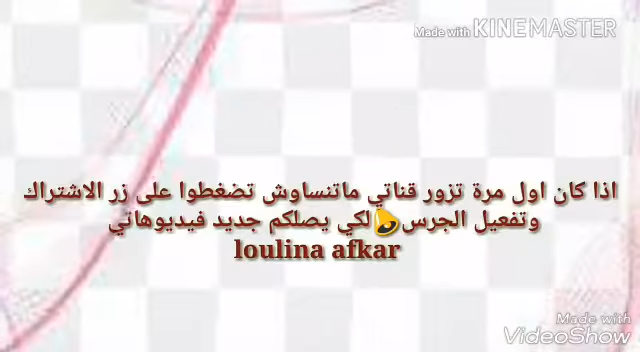 Made with KINEMASTER
اذا كان اول مرة تزور قناتي ماتنساوش تضغطوا على زر الاشتراك
وتفعيل الجرس🔔لكي يصلكم جديد فيديوهاتي
loulina afkar
Made with
VideoShow